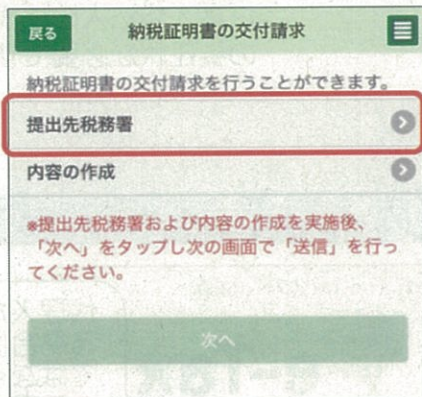 戻る 納税証明書の交付請求
納税証明書の交付請求を行うことができます。
提出先税務署
内容の作成
※提出先税務署および内容の作成を実施後、
「次へ」をタップし次の画面で「送信」を行っ
てください。
次へ